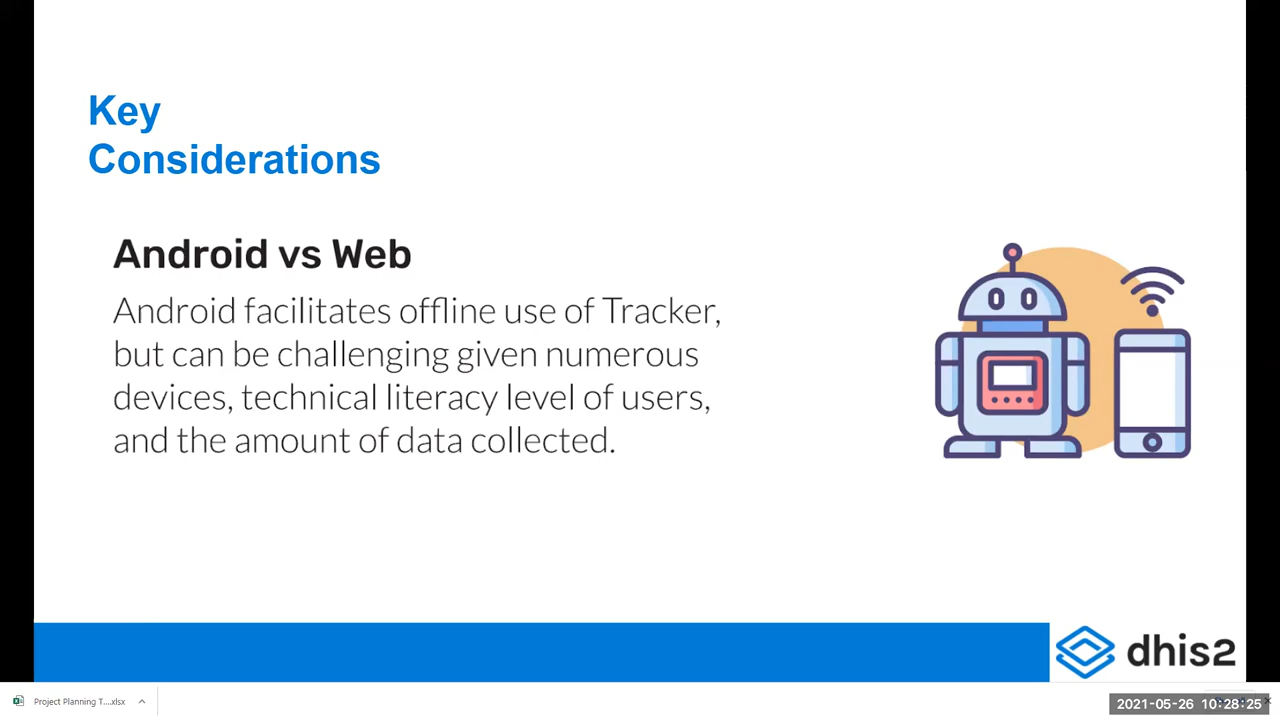 Key
Considerations
Android vs Web
Android facilitates offline use of Tracker,
but can be challenging given numerous
devices, technical literacy level of users,
and the amount of data collected.
dhis2
Project Planning T....xlsx
2021-05-26 10:28:25